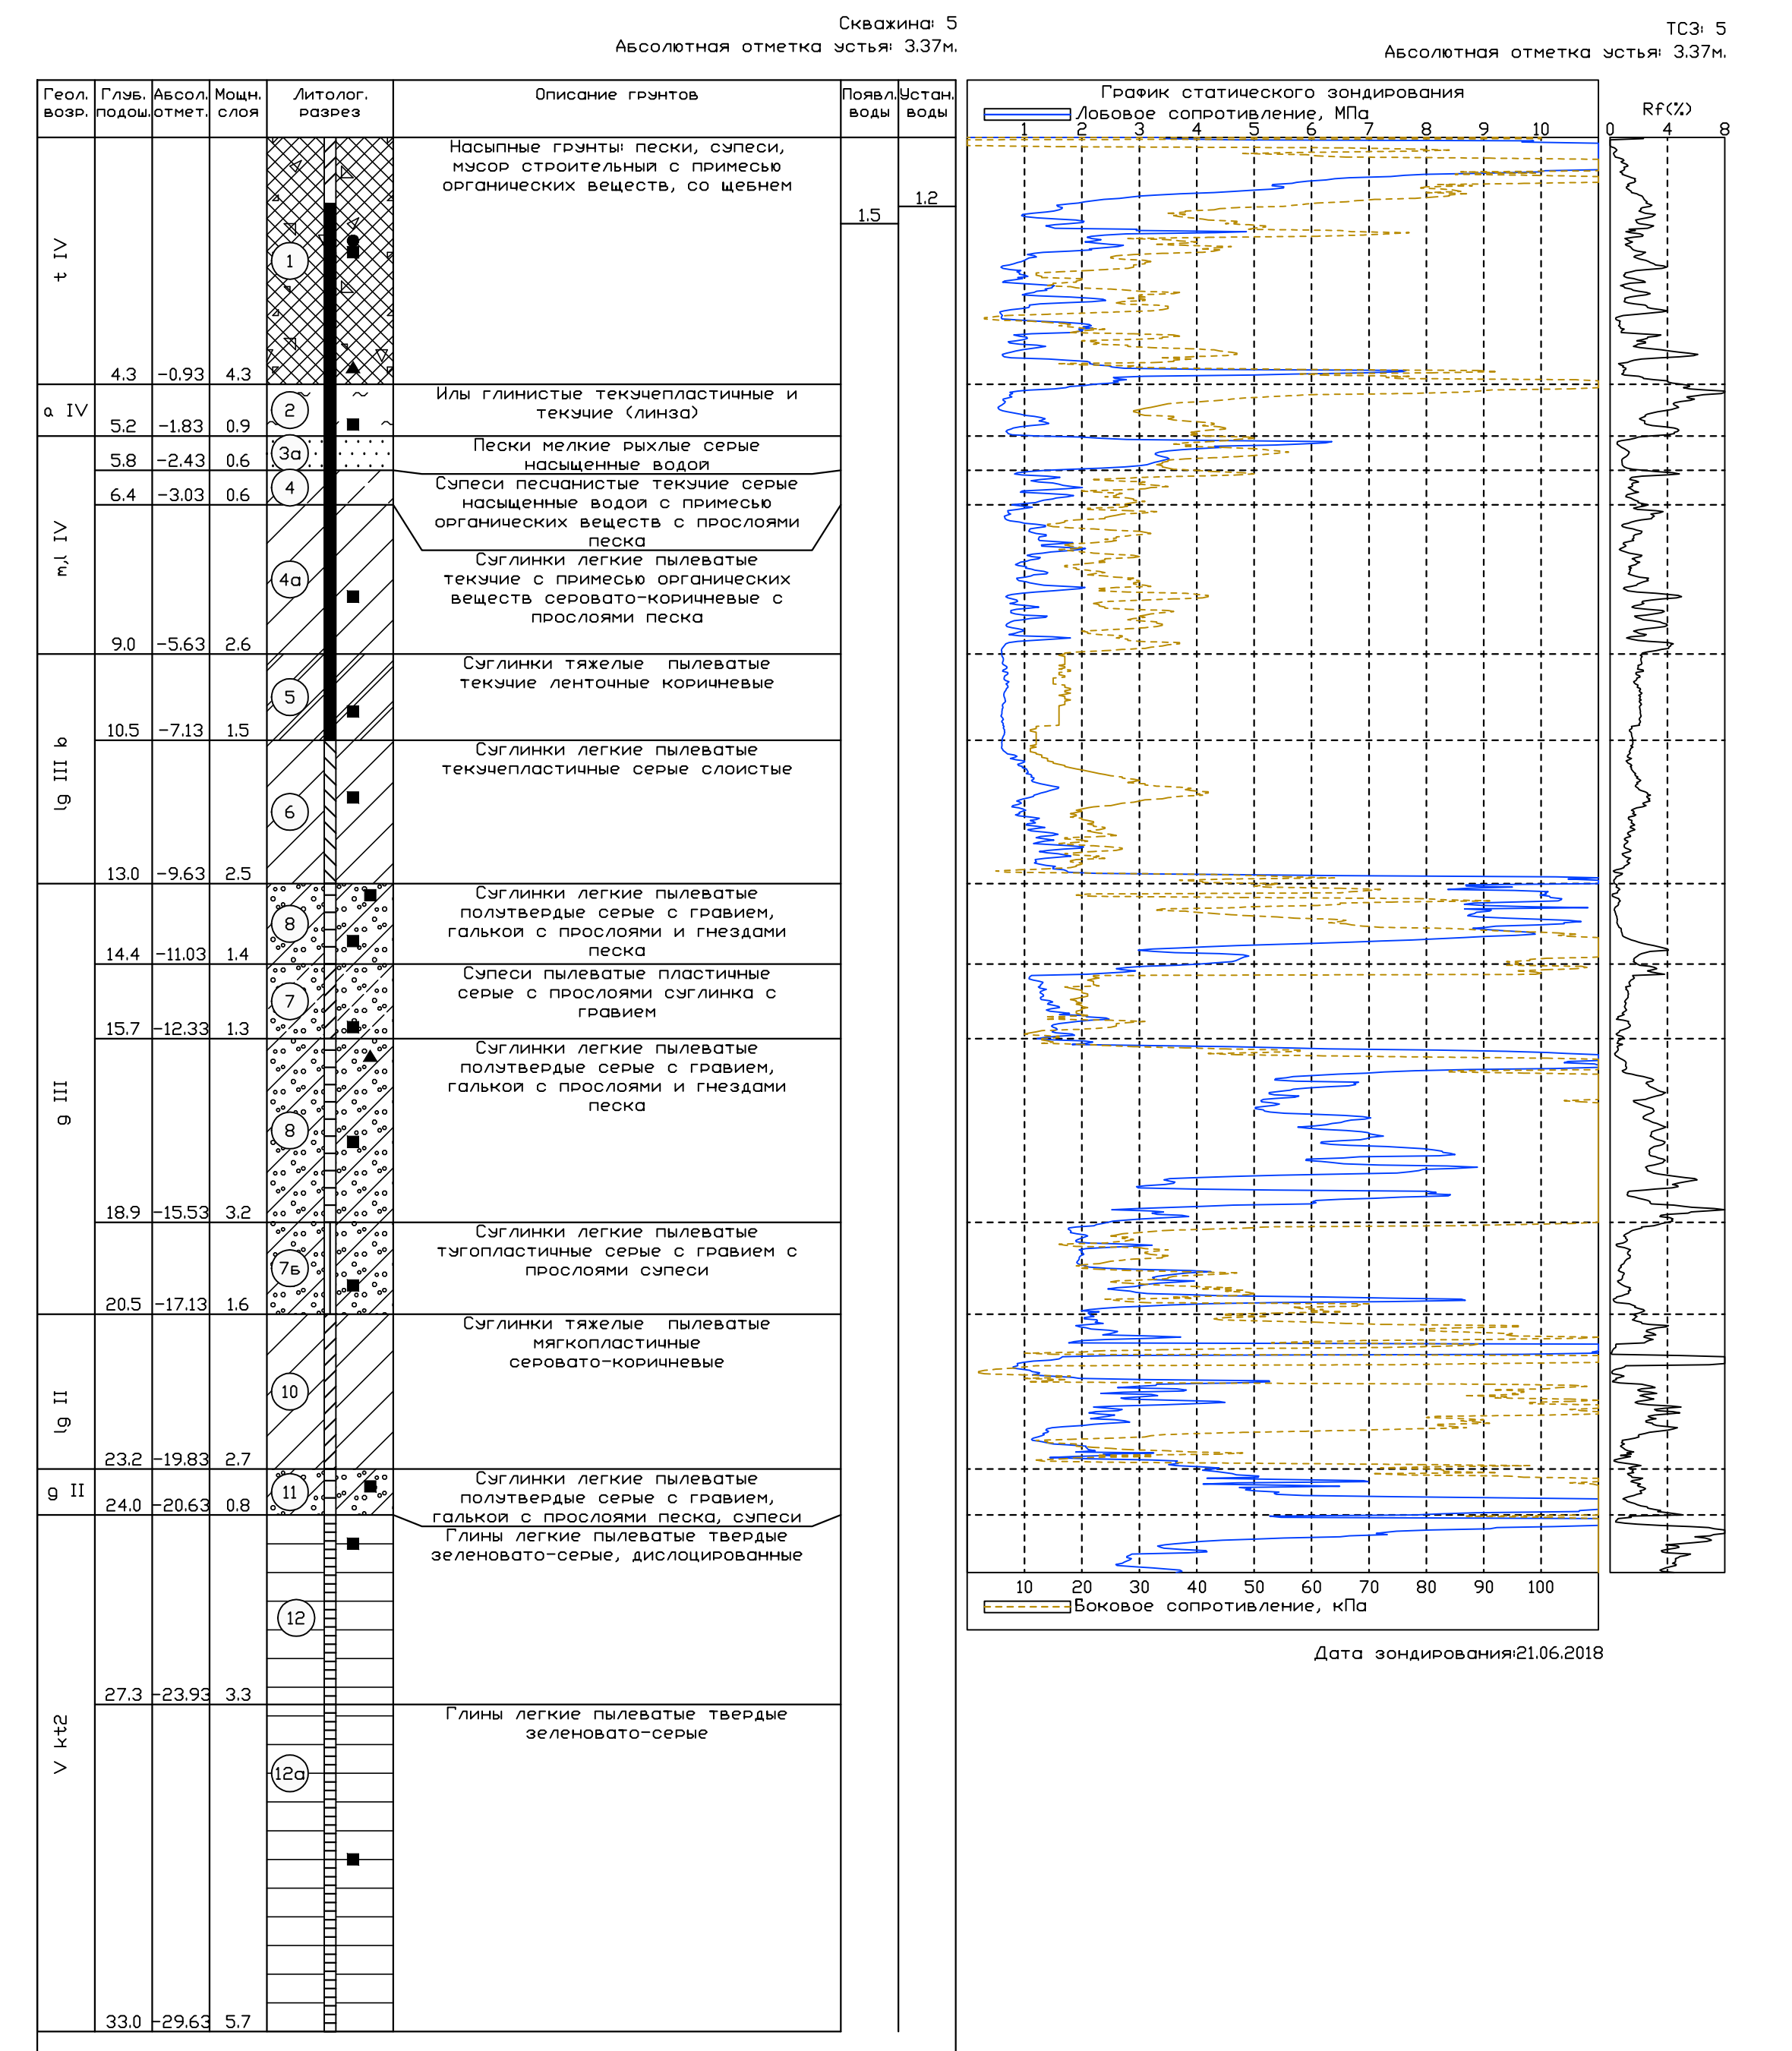 Скважина: 5
Абсолютная отметка устья: 3.37м.
ТСЗ: 5
Абсолютная отметка устья: 3.37м.
Геол. возр.
Глуб. подош.
Абсол. отмет.
Мощн. слоя
Литолог. разрез
Описание грунтов
Появл. воды
Устан. воды
t IV
4.3 −0.93 4.3
1
Насыпные грунты: пески, супеси,
мусор строительный с примесью
органических веществ, со щебнем
1.5
1.2
a IV
5.2 −1.83 0.9
2
Илы глинистые текучепластичные и
текучие (линза)
m,l IV
5.8 −2.43 0.6
3а
Пески мелкие рыхлые серые
насыщенные водой
6.4 −3.03 0.6
4
Супеси песчанистые текучие серые
насыщенные водой с примесью
органических веществ с прослоями
песка
9.0 −5.63 2.6
4а
Суглинки легкие пылеватые
текучие с примесью органических
веществ серовато-коричневые с
прослоями песка
lg III b
10.5 −7.13 1.5
5
Суглинки тяжелые пылеватые
текучие ленточные коричневые
13.0 −9.63 2.5
6
Суглинки легкие пылеватые
текучепластичные серые слоистые
g III
14.4 −11.03 1.4
8
Суглинки легкие пылеватые
полутвердые серые с гравием,
галькой с прослоями и гнездами
песка
15.7 −12.33 1.3
7
Супеси пылеватые пластичные
серые с прослоями суглинка с
гравием
18.9 −15.53 3.2
8
Суглинки легкие пылеватые
полутвердые серые с гравием,
галькой с прослоями и гнездами
песка
20.5 −17.13 1.6
7б
Суглинки легкие пылеватые
тугопластичные серые с гравием с
прослоями супеси
lg II
23.2 −19.83 2.7
10
Суглинки тяжелые пылеватые
мягкопластичные
серовато-коричневые
g II
24.0 −20.63 0.8
11
Суглинки легкие пылеватые
полутвердые серые с гравием,
галькой с прослоями песка, супеси
V kt2
27.3 −23.93 3.3
12
Глины легкие пылеватые твердые
зеленовато-серые, дислоцированные
33.0 −29.63 5.7
12а
Глины легкие пылеватые твердые
зеленовато-серые
График статического зондирования
Лобовое сопротивление, МПа
1 2 3 4 5 6 7 8 9 10
Rf(%)
0 4 8
10 20 30 40 50 60 70 80 90 100
Боковое сопротивление, кПа
Дата зондирования:21.06.2018